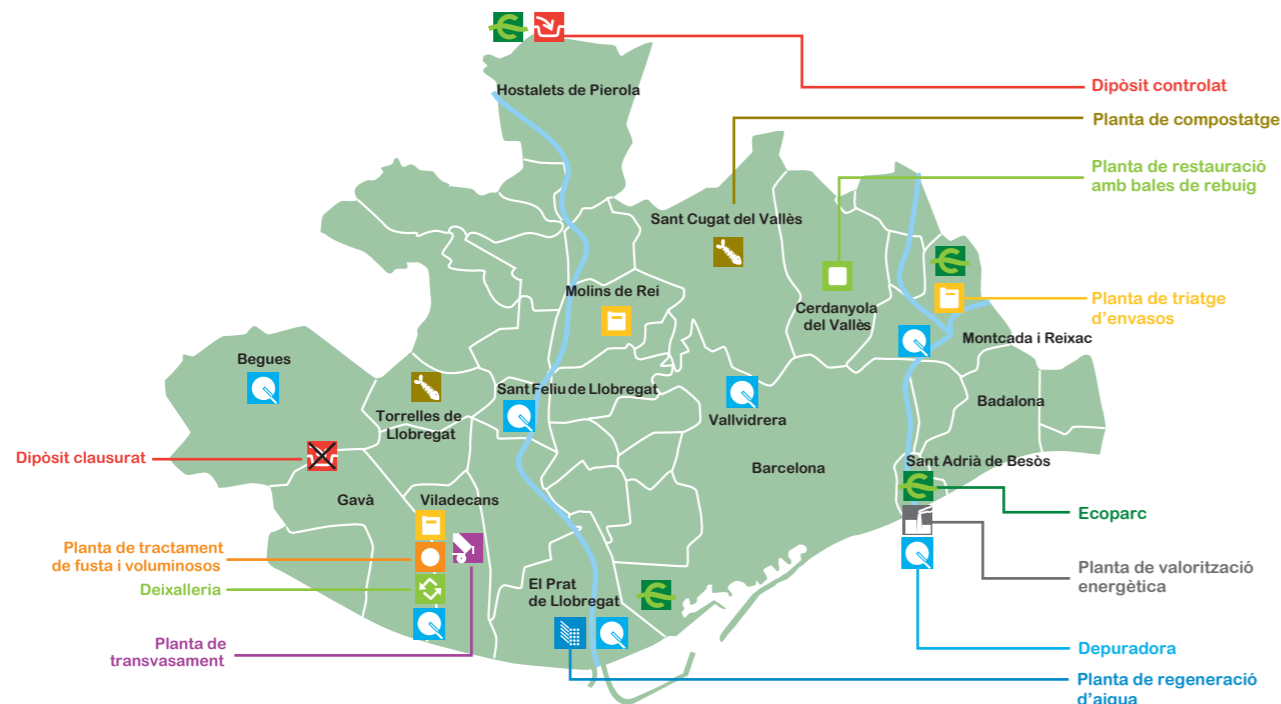 Hostalets de Pierola
Dipòsit controlat
Planta de compostatge
Planta de restauració
amb bales de rebuig
Sant Cugat del Vallès
Molins de Rei
Cerdanyola
del Vallès
Planta de triatge
d'envasos
Montcada i Reixac
Begues
Sant Feliu de Llobregat
Torrelles de
Llobregat
Vallvidrera
Badalona
Dipòsit clausurat
Barcelona
Sant Adrià de Besòs
Gavà
Viladecans
Ecoparc
Planta de tractament
de fusta i voluminosos
Deixalleria
El Prat
de Llobregat
Planta de valorització
energètica
Planta de
transvasament
Depuradora
Planta de regeneració
d'aigua